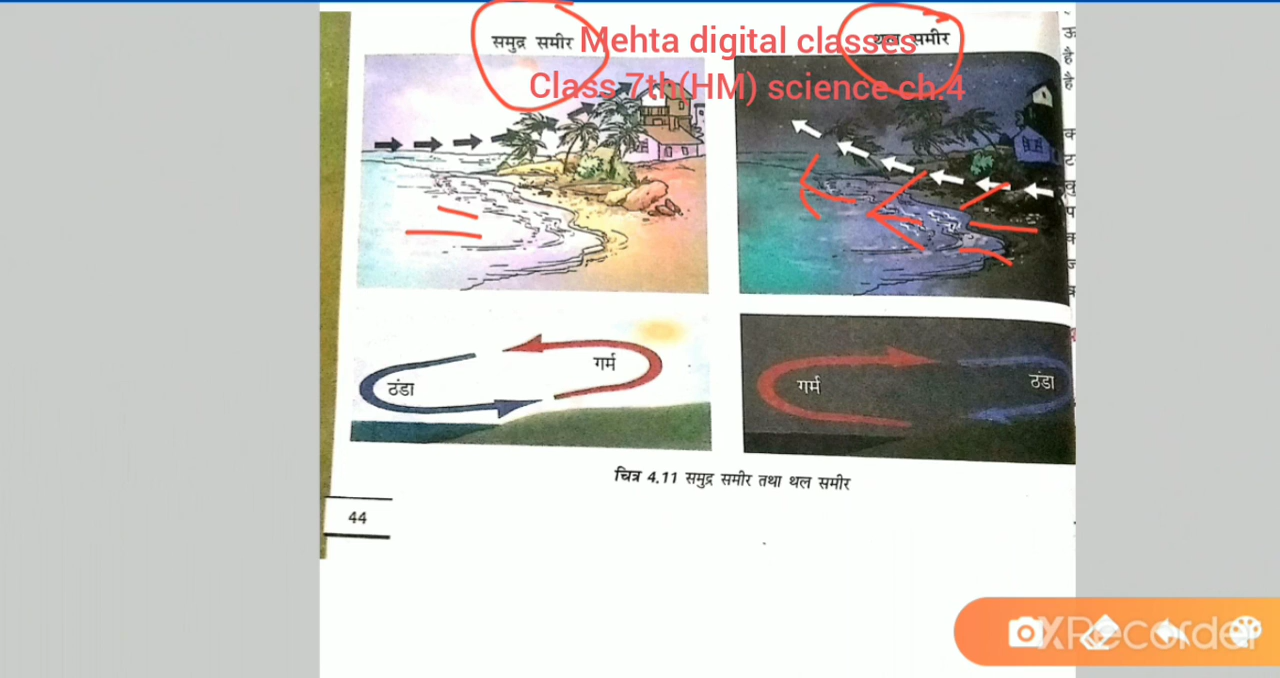 समुद्र समीर
थल समीर
Mehta digital classes
Class 7th(HM) science ch.4
गर्म
ठंडा
गर्म
ठंडा
चित्र 4.11 समुद्र समीर तथा थल समीर
44
XRecorder